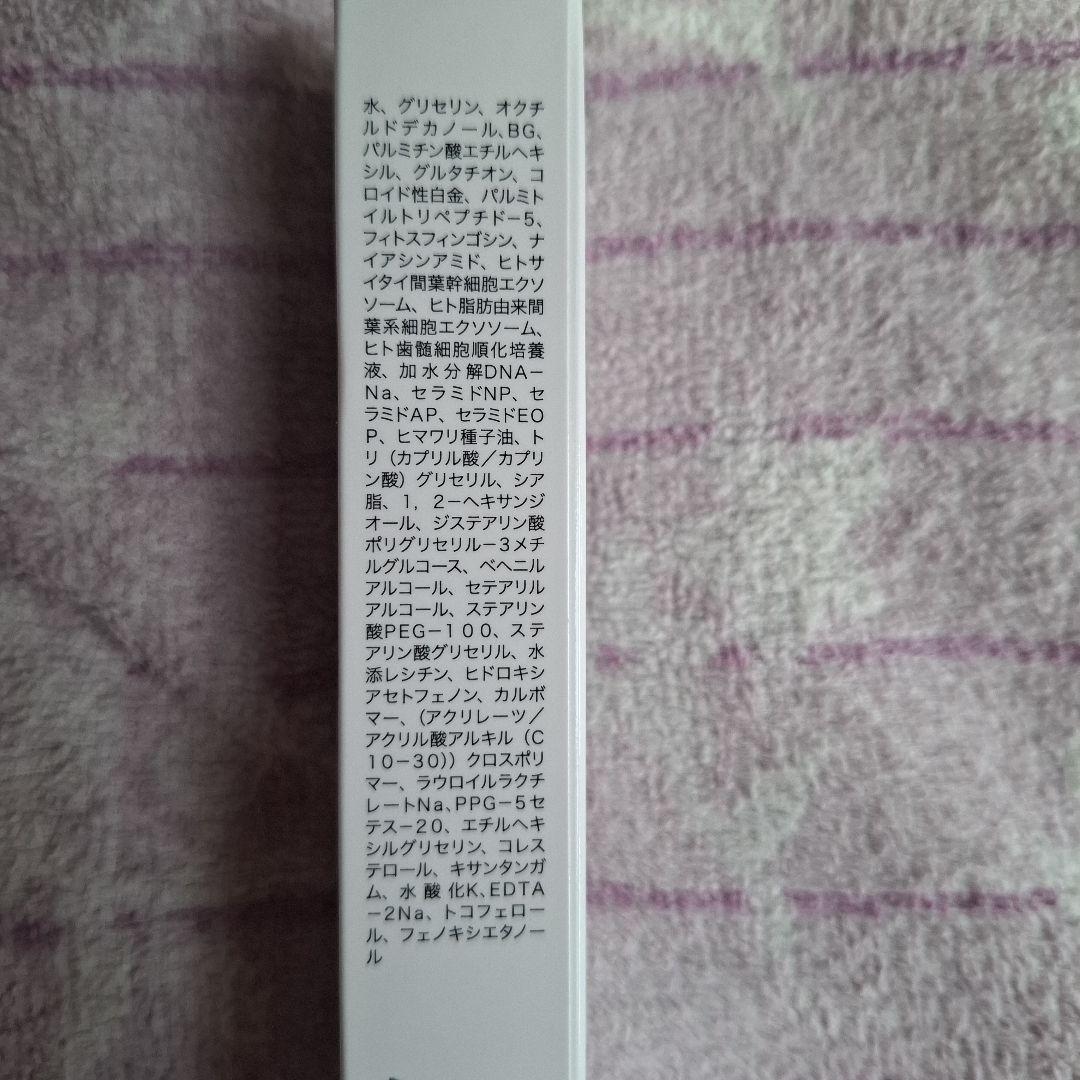 水、グリセリン、オクチ
ルドデカノール、BG、
パルミチン酸エチルヘキ
シル、グルタチオン、コ
ロイド性白金、パルミト
イルトリペプチド−5、
フィトスフィンゴシン、ナ
イアシンアミド、ヒトサ
イタイ間葉幹細胞エクソ
ソーム、ヒト脂肪由来間
葉系細胞エクソソーム、
ヒト歯髄細胞順化培養
液、加水分解DNA−
Na、セラミドNP、セ
ラミドAP、セラミドEO
P、ヒマワリ種子油、ト
リ（カプリル酸／カプリ
ン酸）グリセリル、シア
脂、1，2−ヘキサンジ
オール、ジステアリン酸
ポリグリセリル−3メチ
ルグルコース、ベヘニル
アルコール、セテアリル
アルコール、ステアリン
酸PEG−100、ステ
アリン酸グリセリル、水
添レシチン、ヒドロキシ
アセトフェノン、カルボ
マー、（アクリレーツ／
アクリル酸アルキル（C
10−30））クロスポリ
マー、ラウロイルラクチ
レートNa、PPG−5セ
テス−20、エチルヘキ
シルグリセリン、コレス
テロール、キサンタンガ
ム、水酸化K、EDTA
−2Na、トコフェロー
ル、フェノキシエタノー
ル